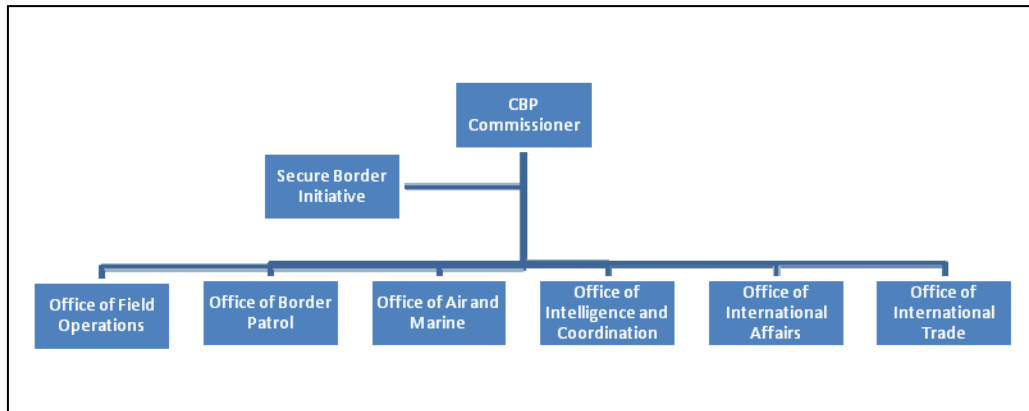 CBP
Commissioner
Secure Border
Initiative
Office of Field
Operations
Office of Border
Patrol
Office of Air and
Marine
Office of
Intelligence and
Coordination
Office of
International
Affairs
Office of
International
Trade